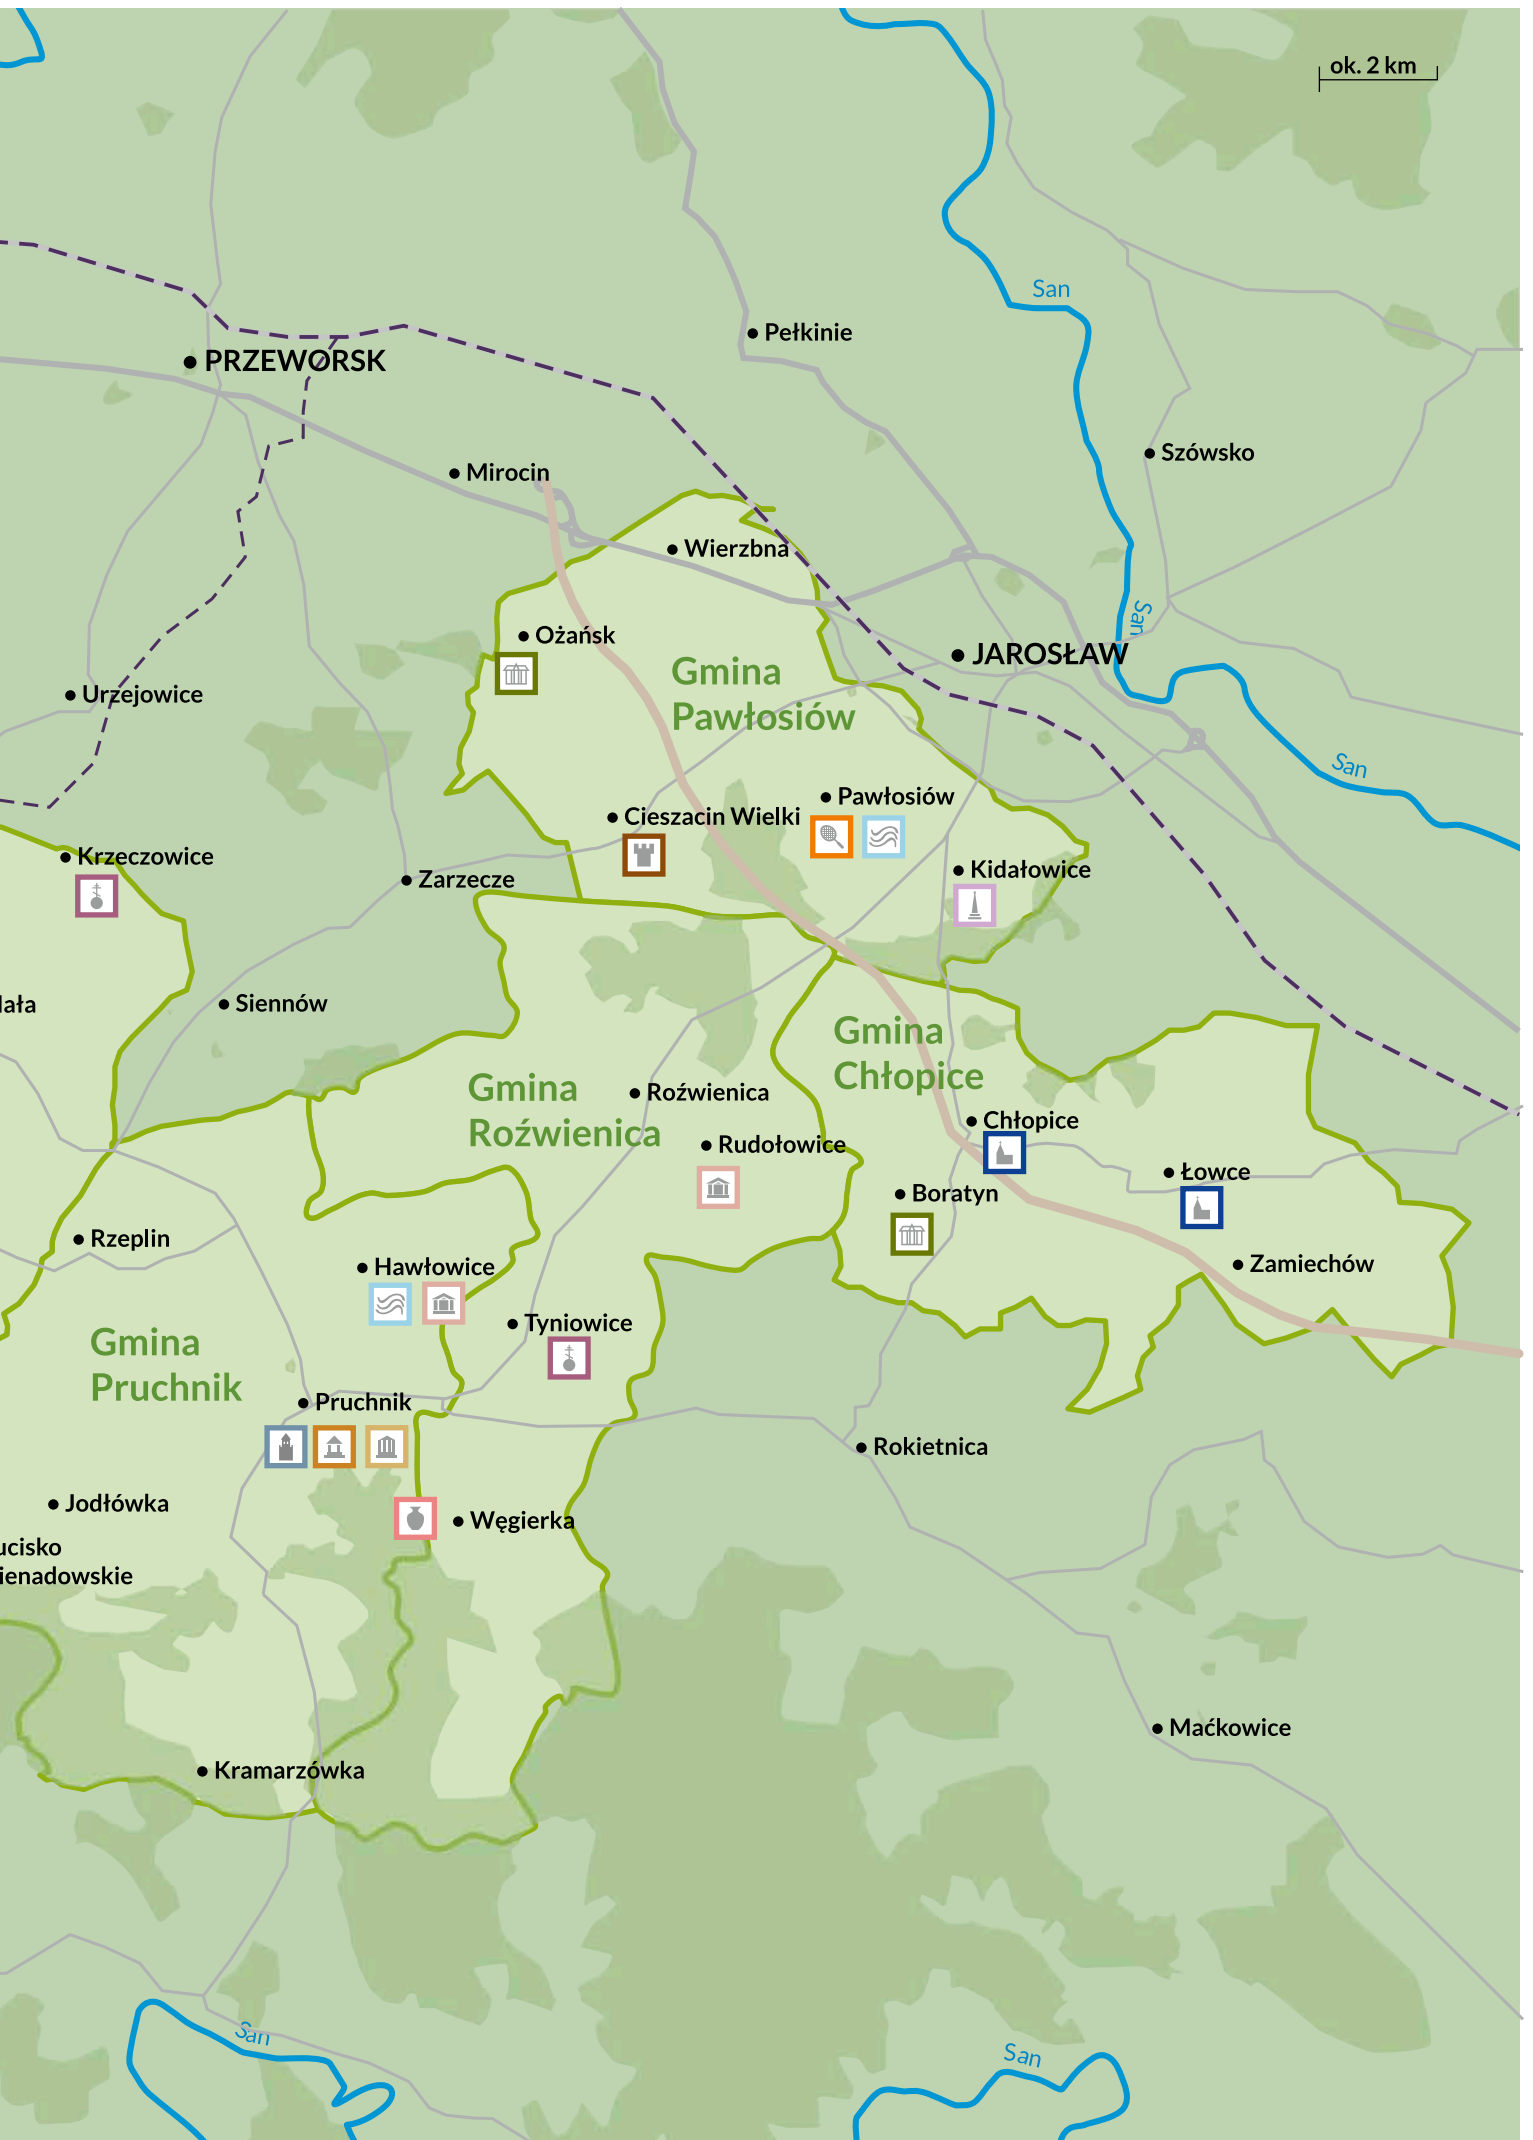 ok. 2 km
San
Pełkinie
PRZEWORSK
Szówsko
Mirocin
Wierzbna
San
Ożańsk
JAROSŁAW
Gmina
Pawłosiów
Urzejowice
San
Pawłosiów
Cieszacin Wielki
Krzeczowice
Kidałowice
Zarzecze
Siennów
Gmina
Chłopice
Gmina
Roźwienica
Roźwienica
Chłopice
Rudołowice
Łowce
Boratyn
Rzeplin
Zamiechów
Hawłowice
Tyniowice
Gmina
Pruchnik
Pruchnik
Rokietnica
Jodłówka
Węgierka
ucisko
ienadowskie
Maćkowice
Kramarzówka
San
San